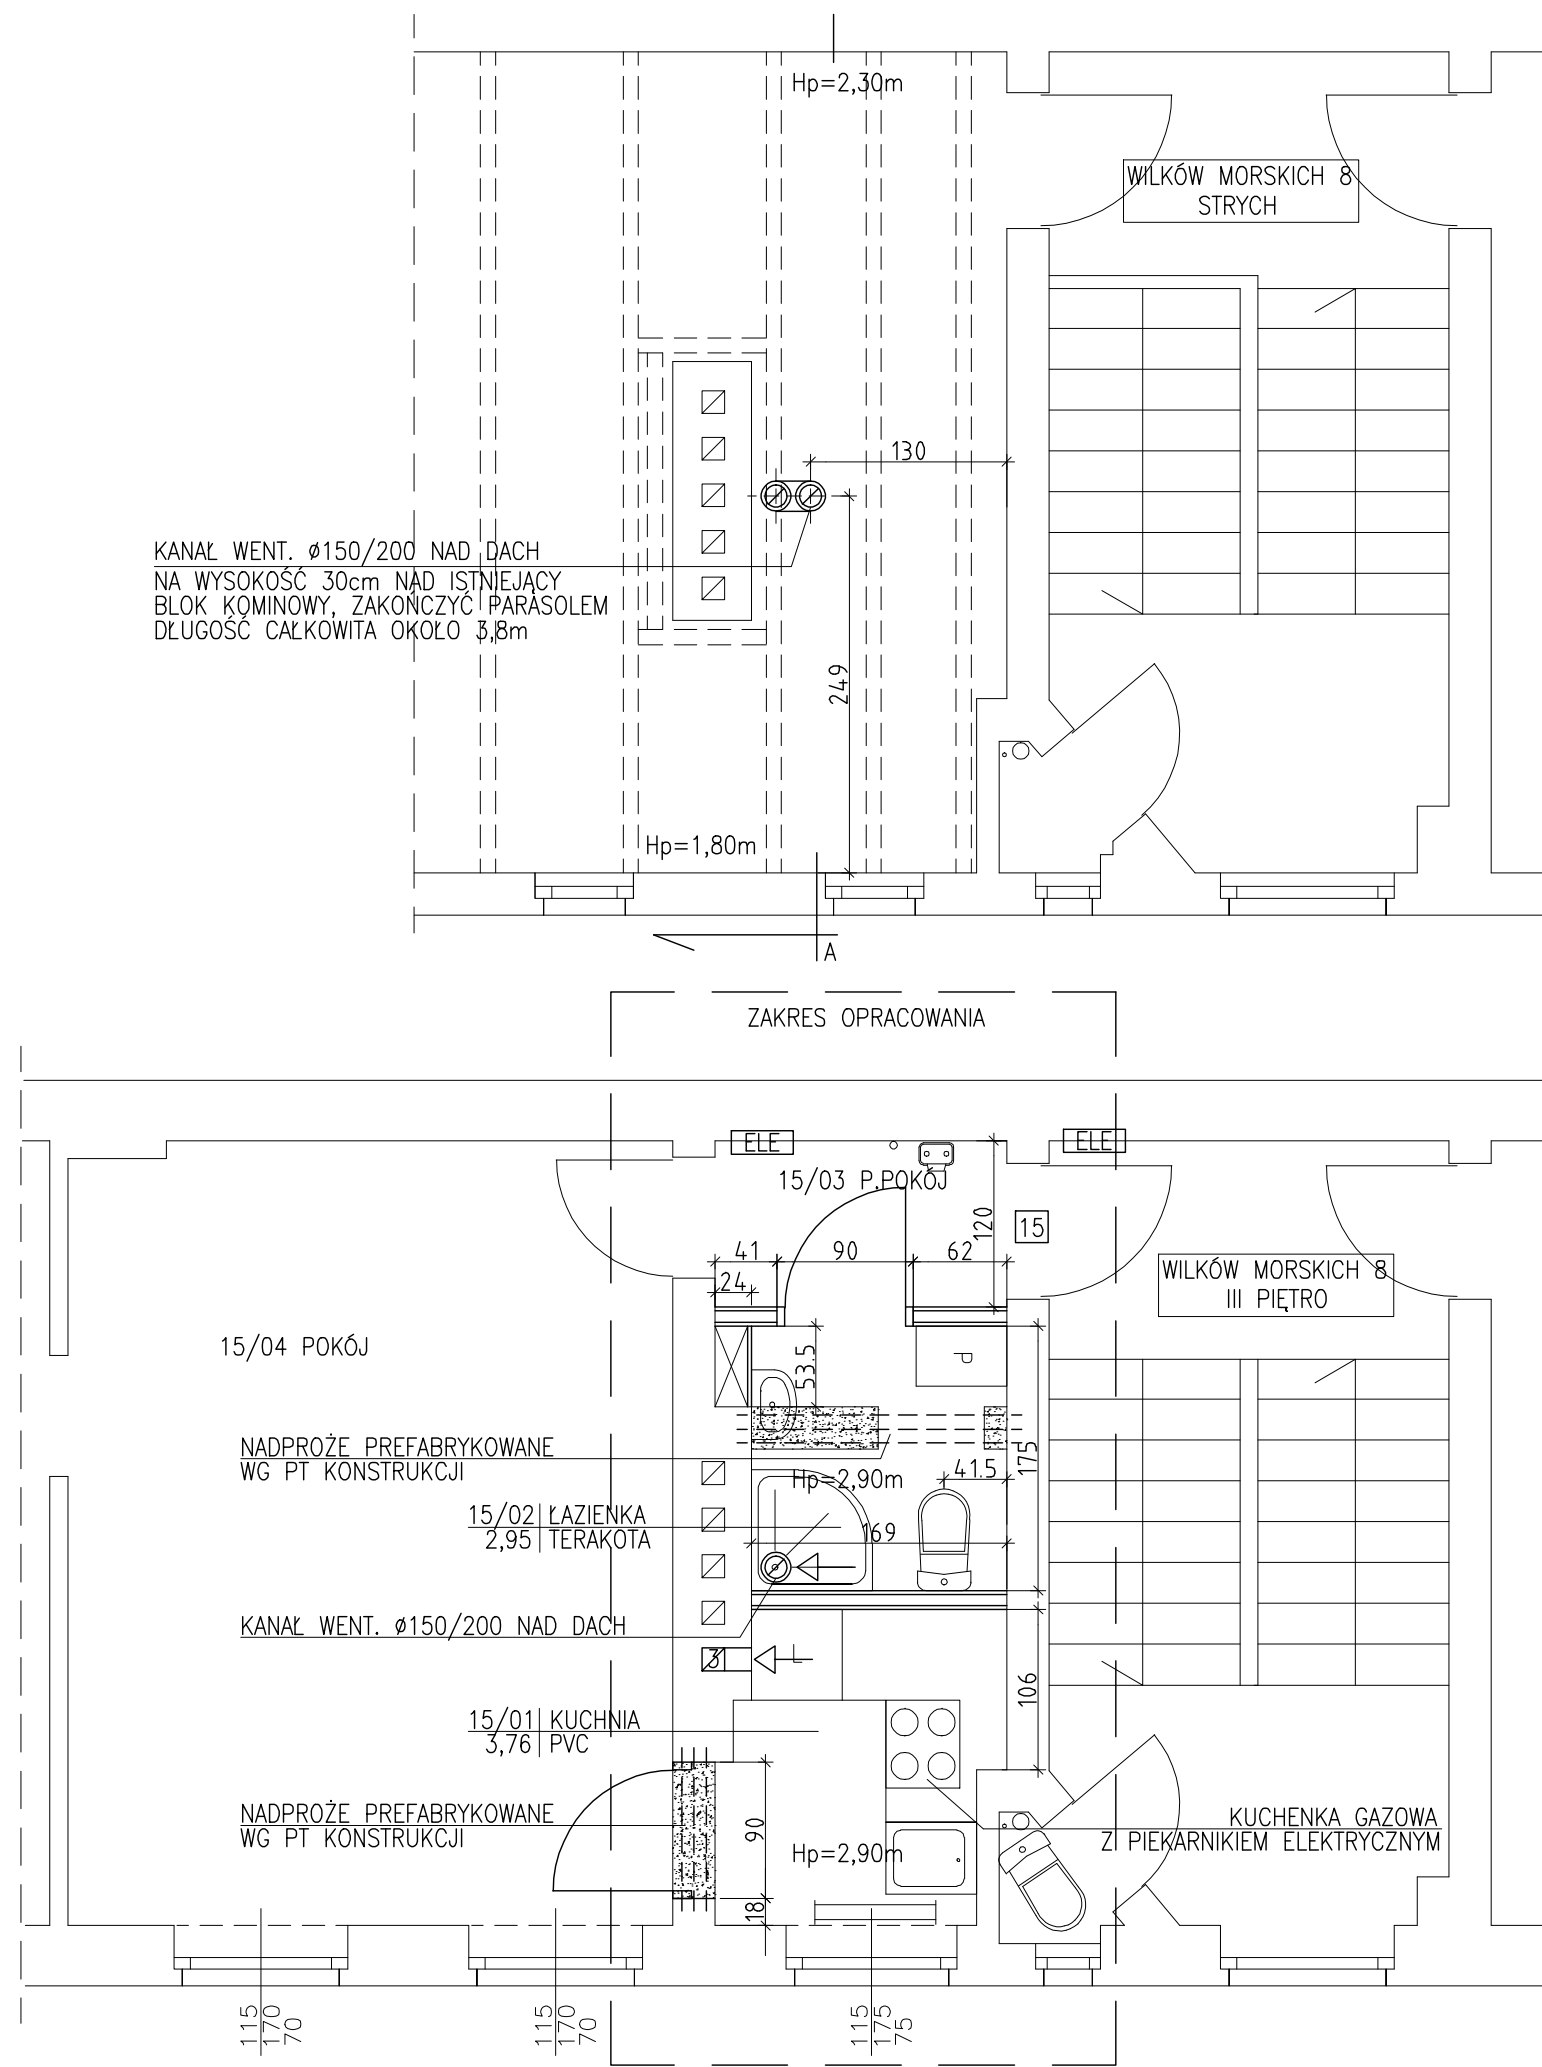 Hp=2,30m
WILKÓW MORSKICH 8
STRYCH
130
KANAŁ WENT. ø150/200 NAD DACH
NA WYSOKOŚĆ 30cm NAD ISTNIEJĄCY
BLOK KOMINOWY, ZAKOŃCZYĆ PARASOLEM
DŁUGOŚĆ CAŁKOWITA OKOŁO 3,8m
249
Hp=1,80m
A
ZAKRES OPRACOWANIA
ELE
ELE
15/03 P.POKÓJ
120
15
41
90
62
24
WILKÓW MORSKICH 8
III PIĘTRO
15/04 POKÓJ
53.5
P
NADPROŻE PREFABRYKOWANE
WG PT KONSTRUKCJI
175
Hp=2,90m
41.5
15/02 ŁAZIENKA
2,95 TERAKOTA
169
KANAŁ WENT. ø150/200 NAD DACH
3
L
106
15/01 KUCHNIA
3,76 PVC
NADPROŻE PREFABRYKOWANE
WG PT KONSTRUKCJI
90
KUCHENKA GAZOWA
Z PIEKARNIKIEM ELEKTRYCZNYM
Hp=2,90m
18
115
170
70
115
170
70
115
175
75